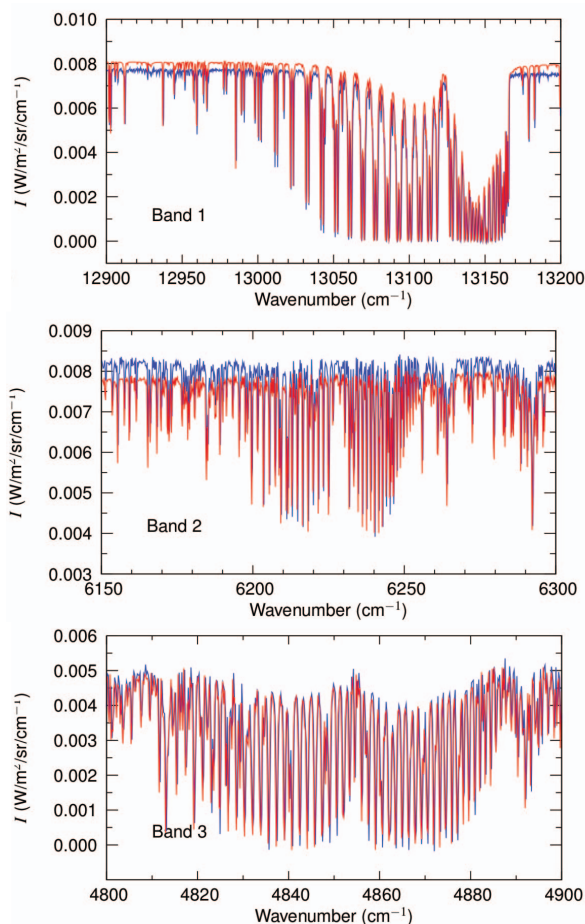 0.010
0.008
0.006
0.004
0.002
0.000
I (W/m²/sr/cm⁻¹)
Band 1
12900 12950 13000 13050 13100 13150 13200
Wavenumber (cm⁻¹)
0.009
0.008
0.007
0.006
0.005
0.004
0.003
I (W/m²/sr/cm⁻¹)
Band 2
6150 6200 6250 6300
Wavenumber (cm⁻¹)
0.006
0.005
0.004
0.003
0.002
0.001
0.000
I (W/m²/sr/cm⁻¹)
Band 3
4800 4820 4840 4860 4880 4900
Wavenumber (cm⁻¹)